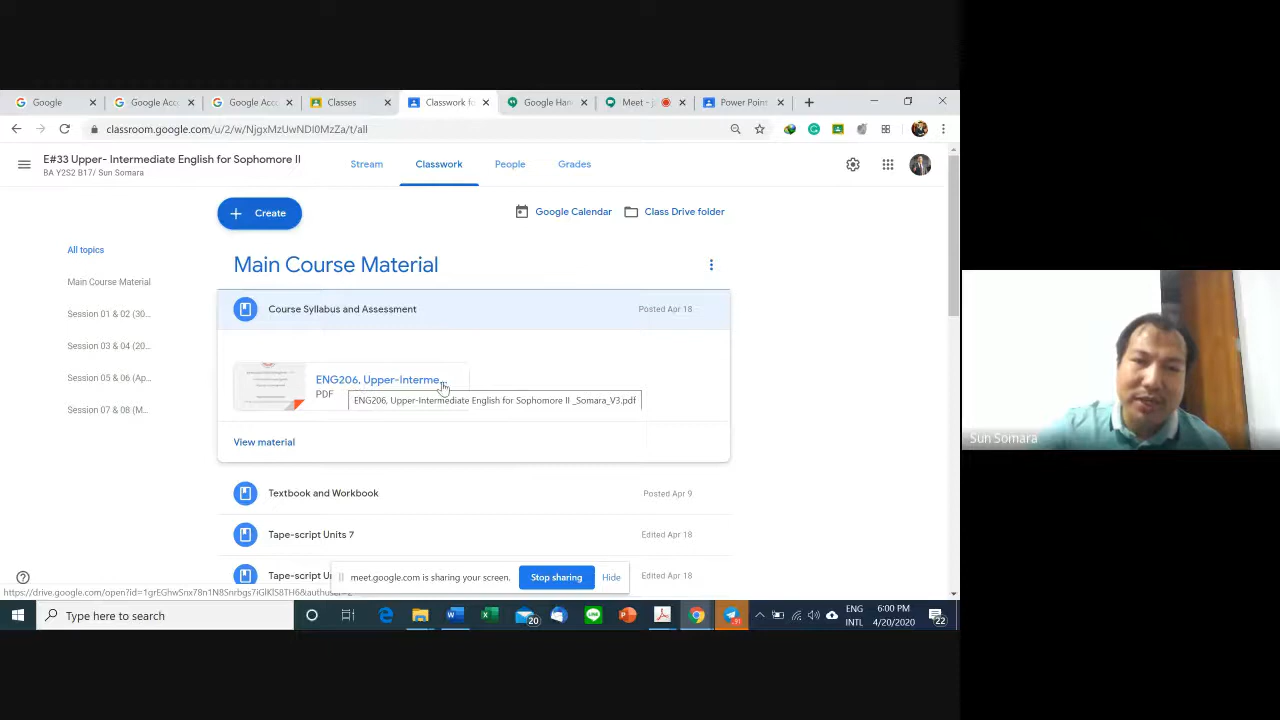 Google
Google Acc
Google Acc
Classes
Classwork f
Google Han
Meet - j
Power Point
classroom.google.com/u/2/w/NjgxMzUwNDI0MzZa/t/all
E#33 Upper- Intermediate English for Sophomore II
BA Y2S2 B17/ Sun Somara
Stream
Classwork
People
Grades
Create
Google Calendar
Class Drive folder
All topics
Main Course Material
Session 01 & 02 (30...
Session 03 & 04 (20...
Session 05 & 06 (Ap...
Session 07 & 08 (M...
Main Course Material
Course Syllabus and Assessment
Posted Apr 18
ENG206, Upper-Interme...
PDF
ENG206, Upper-Intermediate English for Sophomore II _Somara_V3.pdf
View material
Textbook and Workbook
Posted Apr 9
Tape-script Units 7
Edited Apr 18
Tape-script Un
Edited Apr 18
meet.google.com is sharing your screen.
Stop sharing
Hide
Sun Somara
Type here to search
20
ENG
INTL
6:00 PM
4/20/2020
22